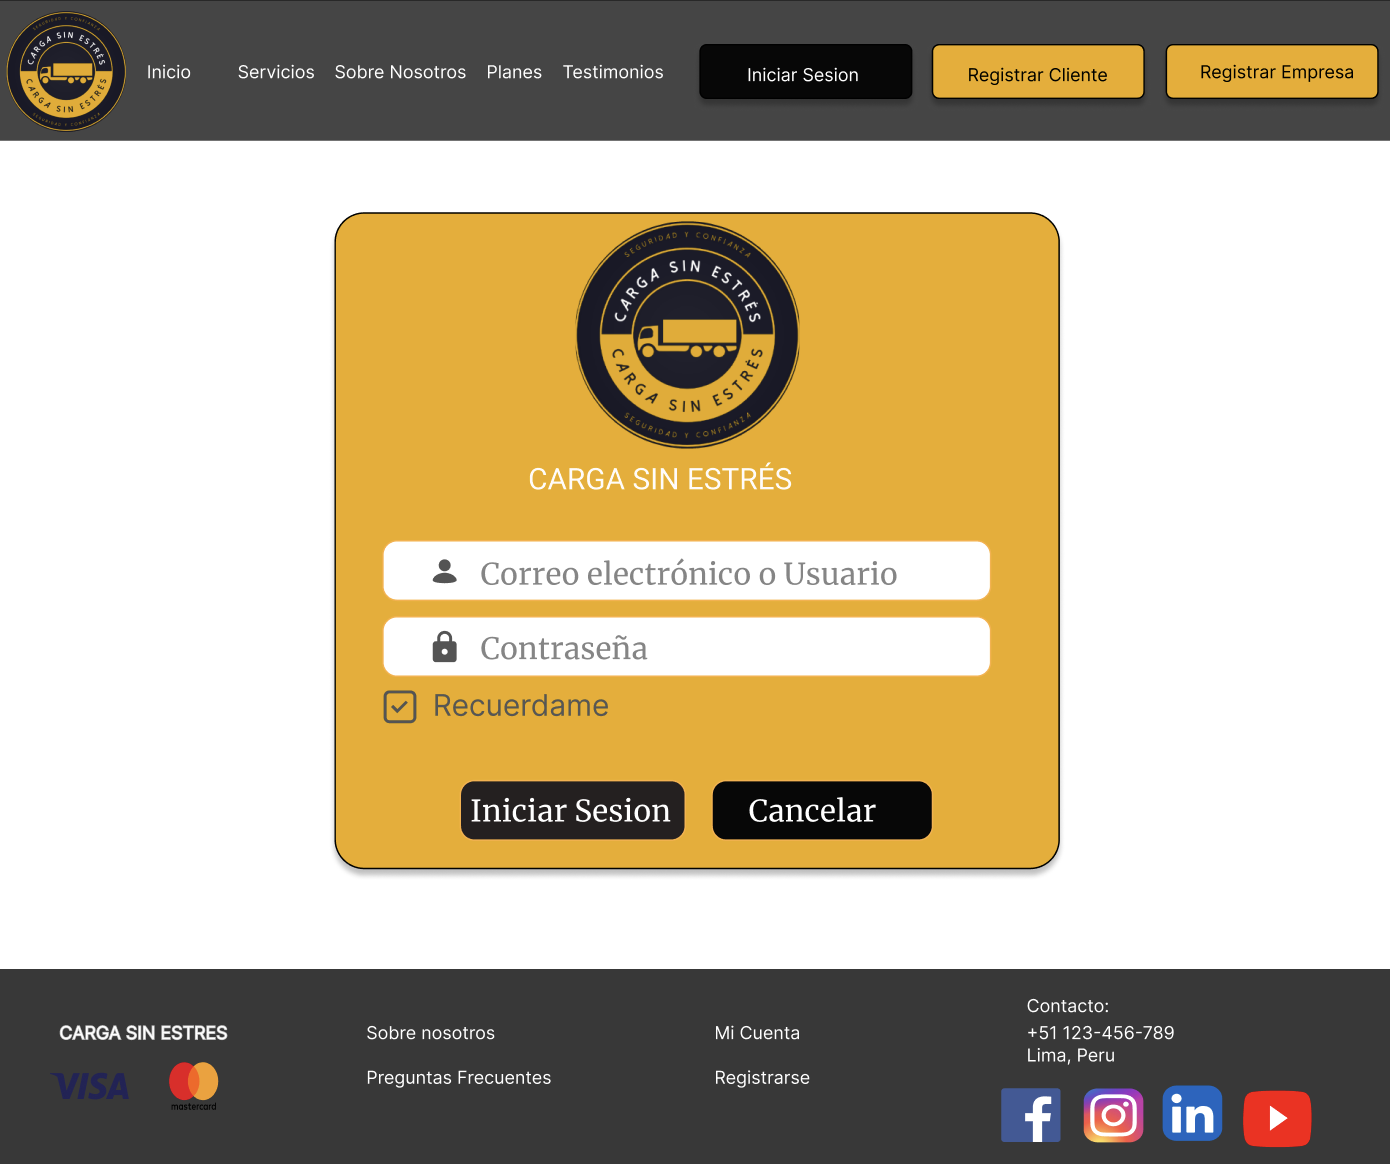 CARGA SIN ESTRÉS
CARGA SIN ESTRÉS
Inicio
Servicios
Sobre Nosotros
Planes
Testimonios
Iniciar Sesion
Registrar Cliente
Registrar Empresa
SEGURIDAD Y CONFIANZA
CARGA SIN ESTRÉS
CARGA SIN ESTRÉS
SEGURIDAD Y CONFIANZA
CARGA SIN ESTRÉS
Correo electrónico o Usuario
Contraseña
Recuerdame
Iniciar Sesion
Cancelar
CARGA SIN ESTRES
VISA
mastercard
Sobre nosotros
Preguntas Frecuentes
Mi Cuenta
Registrarse
Contacto:
+51 123-456-789
Lima, Peru
f
in